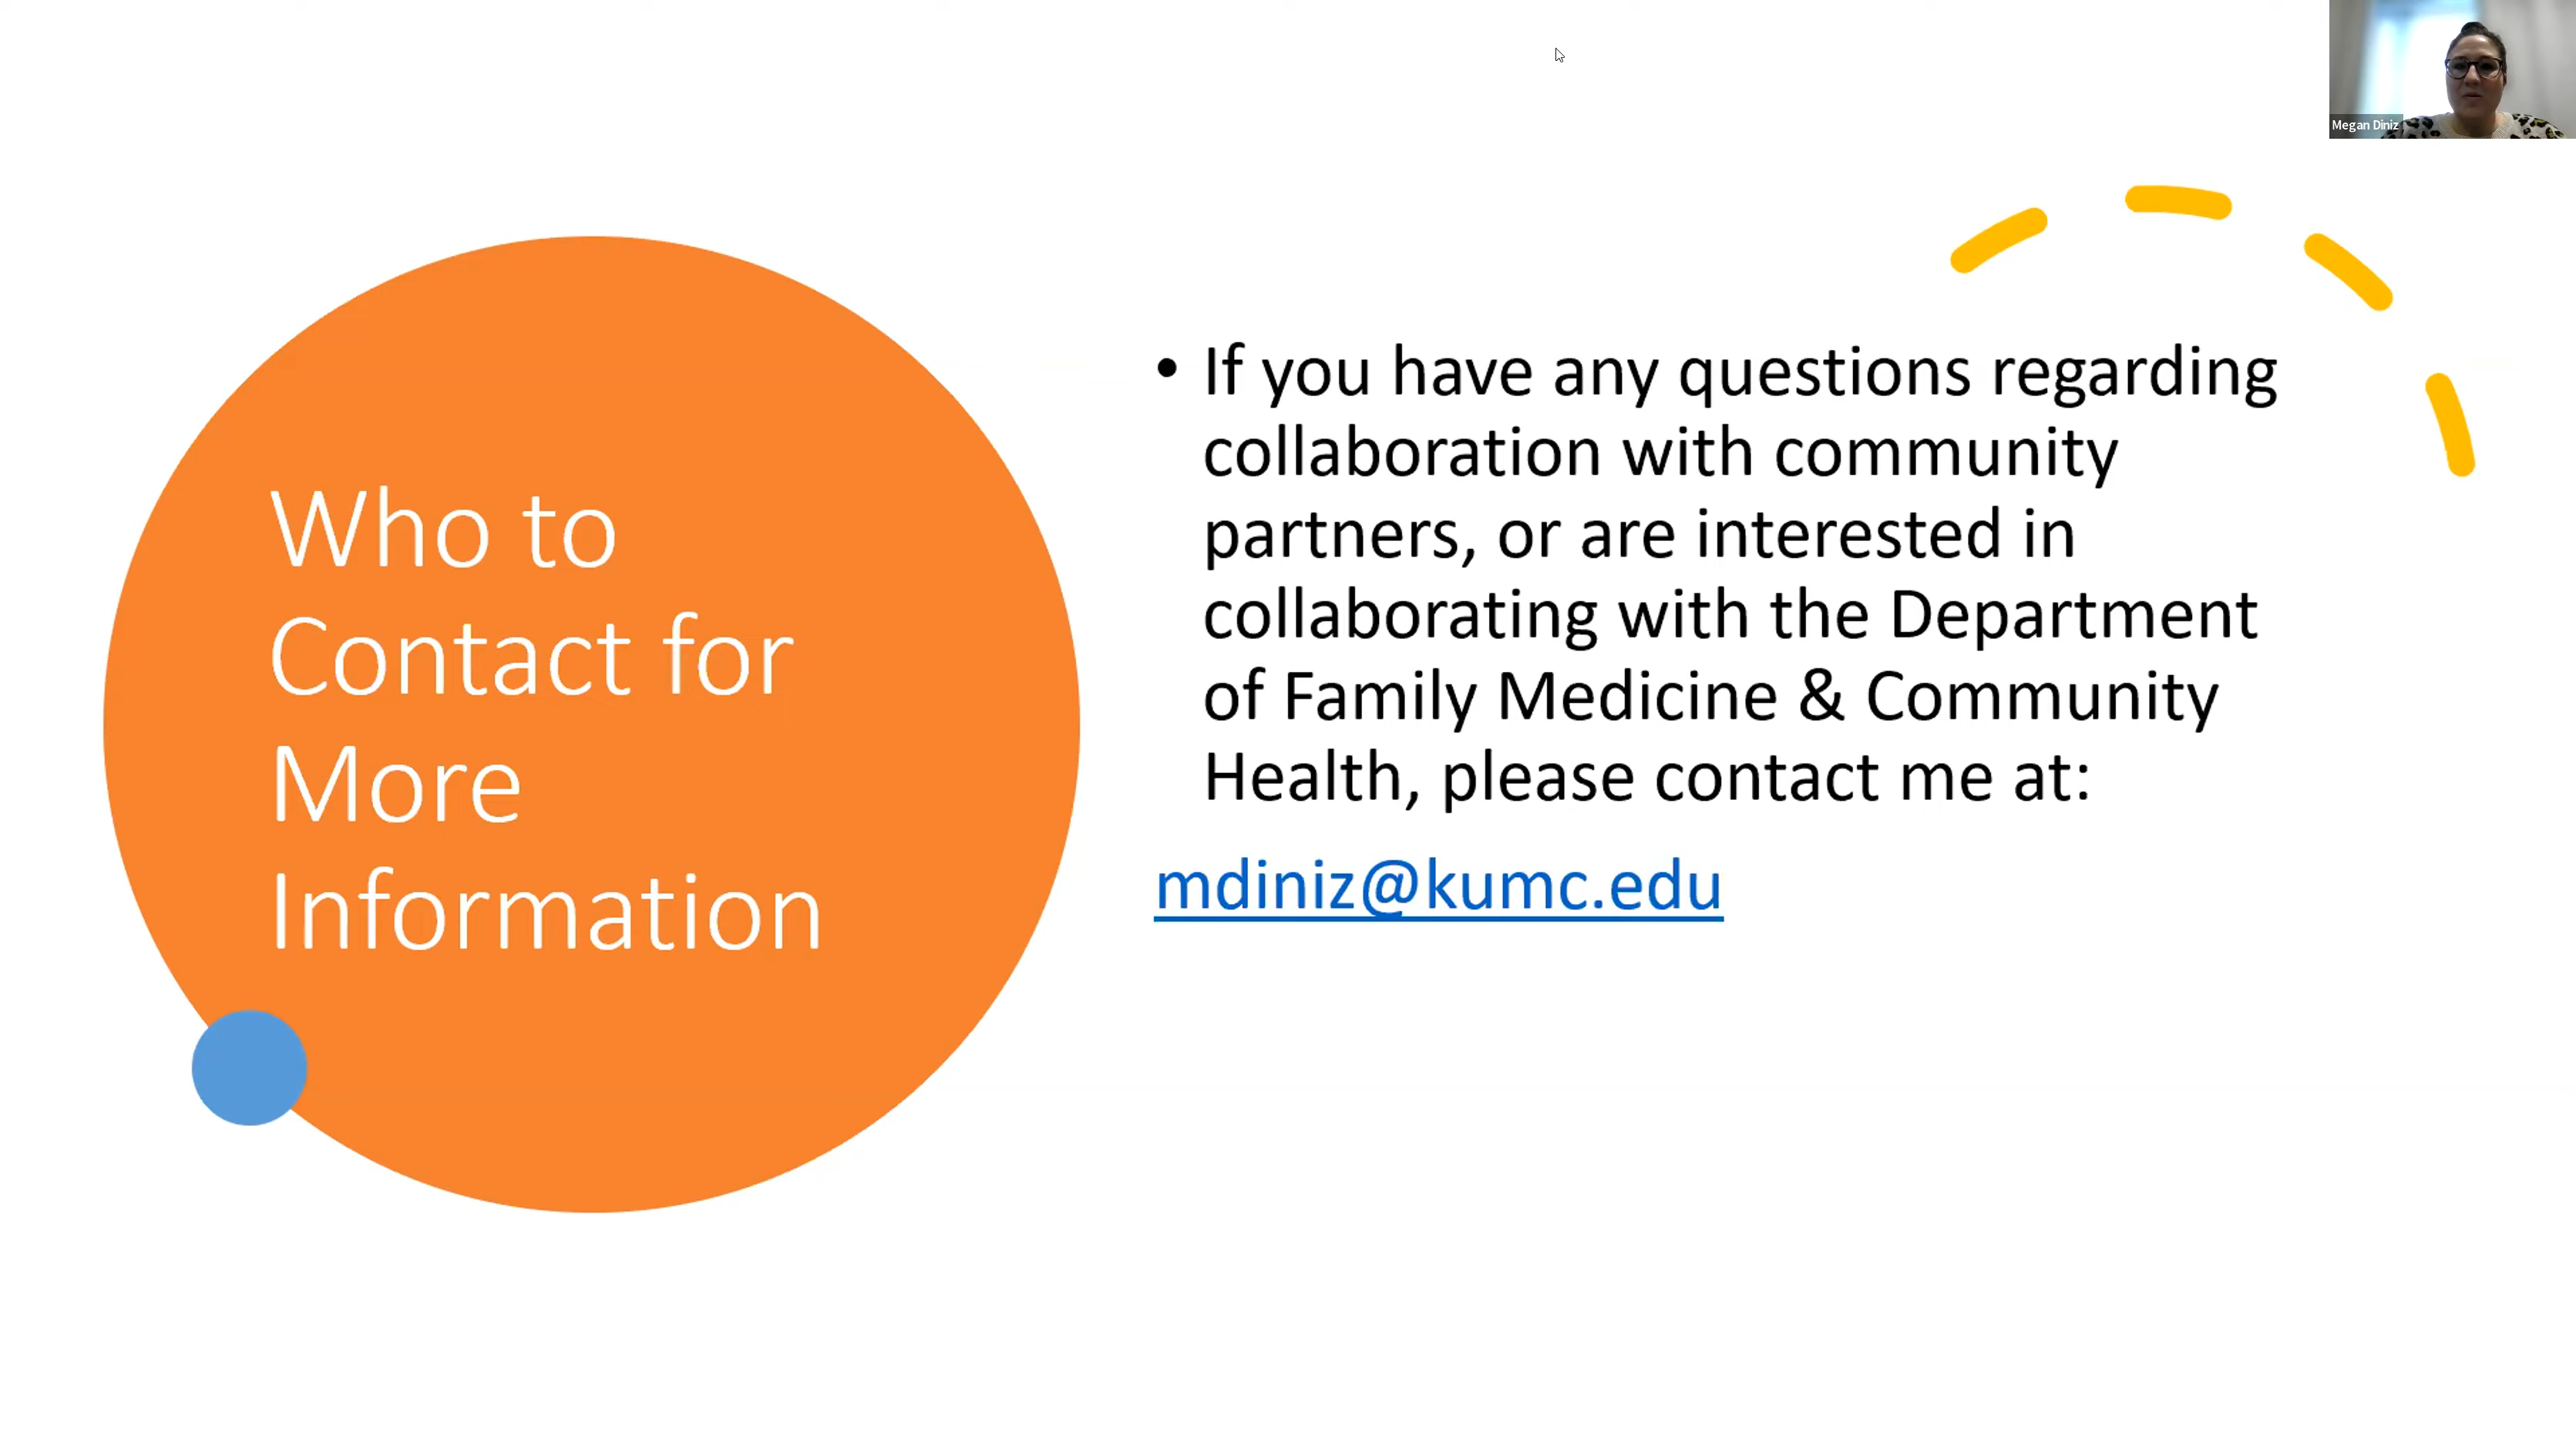 Megan Diniz
Who to
Contact for
More
Information
• If you have any questions regarding
collaboration with community
partners, or are interested in
collaborating with the Department
of Family Medicine & Community
Health, please contact me at:
mdiniz@kumc.edu